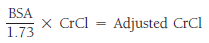 BSA
1.73 × CrCl = Adjusted CrCl